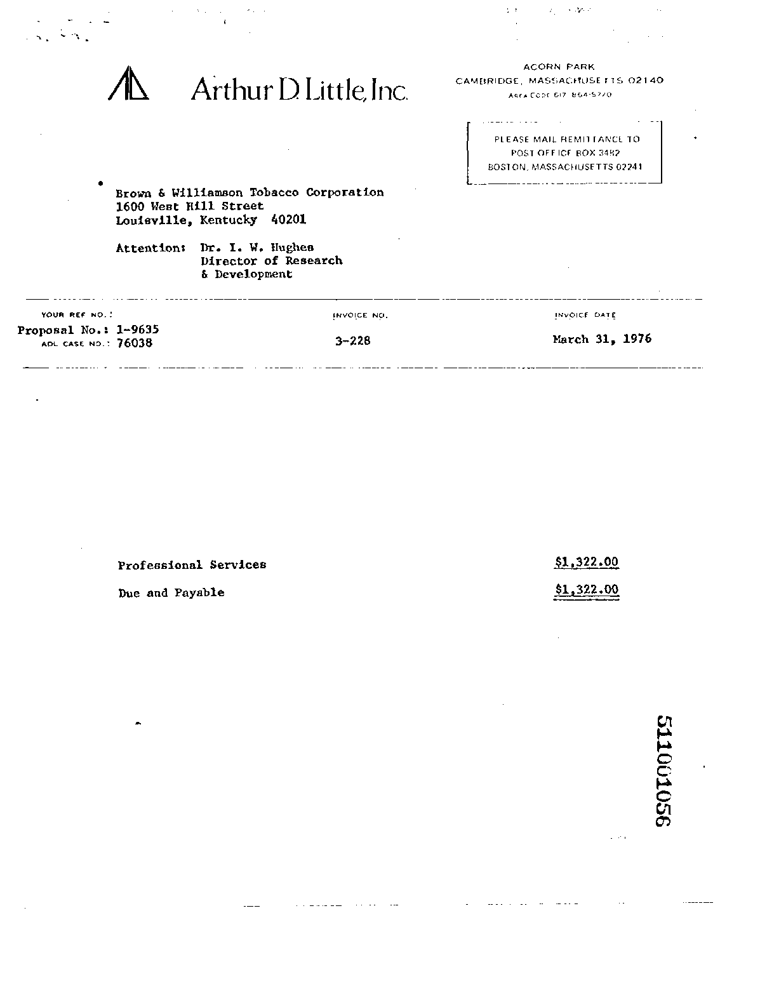 Arthur D. Little, Inc.
ACORN PARK
CAMBRIDGE, MASSACHUSETTS 02140
AREA CODE 617 864-5770
PLEASE MAIL REMITTANCE TO
POST OFFICE BOX 3482
BOSTON, MASSACHUSETTS 02241
Brown & Williamson Tobacco Corporation
1600 West Hill Street
Louisville, Kentucky 40201
Attention: Dr. I. W. Hughes
Director of Research
& Development
YOUR REF NO.:
INVOICE NO.
INVOICE DATE
Proposal No.: 1-9635
ADL CASE NO.: 76038
3-228
March 31, 1976
Professional Services $1,322.00
Due and Payable $1,322.00
511001056